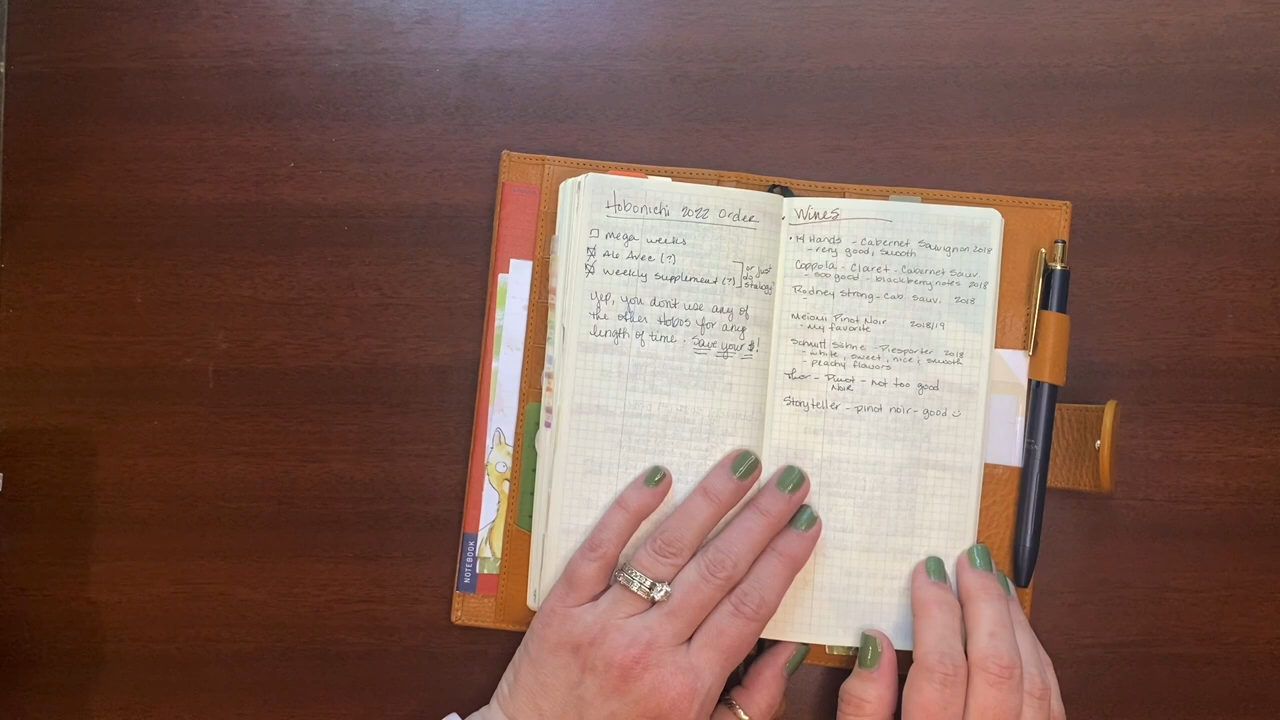 Hobonichi 2022 Order
mega weeks
Ale Avec (?)
weekly supplement (?)
or just
do
stalogy?
Yep, you don't use any of
the other Hobos for any
length of time. Save your $!
Wines
• 14 Hands - Cabernet Sauvignon 2018
- very good, smooth
Coppola - Claret - Cabernet Sauv.
- soo good - blackberry notes 2018
Rodney Strong - Cab. Sauv. 2018
Meiomi Pinot Noir 2018/19
- my favorite
Schmitt Söhne - Piesporter 2018
- white, sweet, nice & smooth
- peachy flavors
Thor - Pinot - not too good
Noir
Storyteller - pinot noir - good
NOTEBOOK